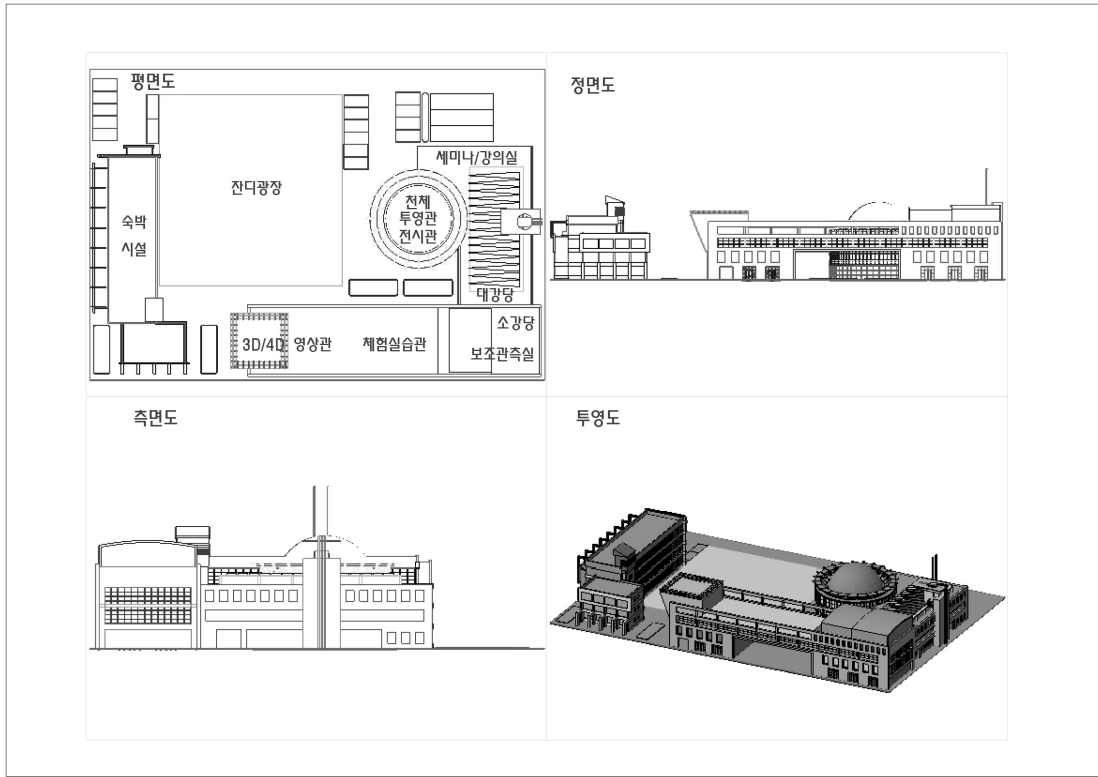 평면도
세미나/강의실
잔디광장
천체
투영관
전시관
숙박
시설
대강당
소강당
3D/4D 영상관
체험실습관
보조관측실
정면도
측면도
투영도